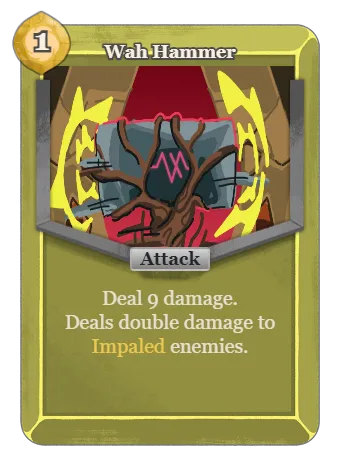 1
Wah Hammer
Attack
Deal 9 damage.
Deals double damage to
Impaled enemies.